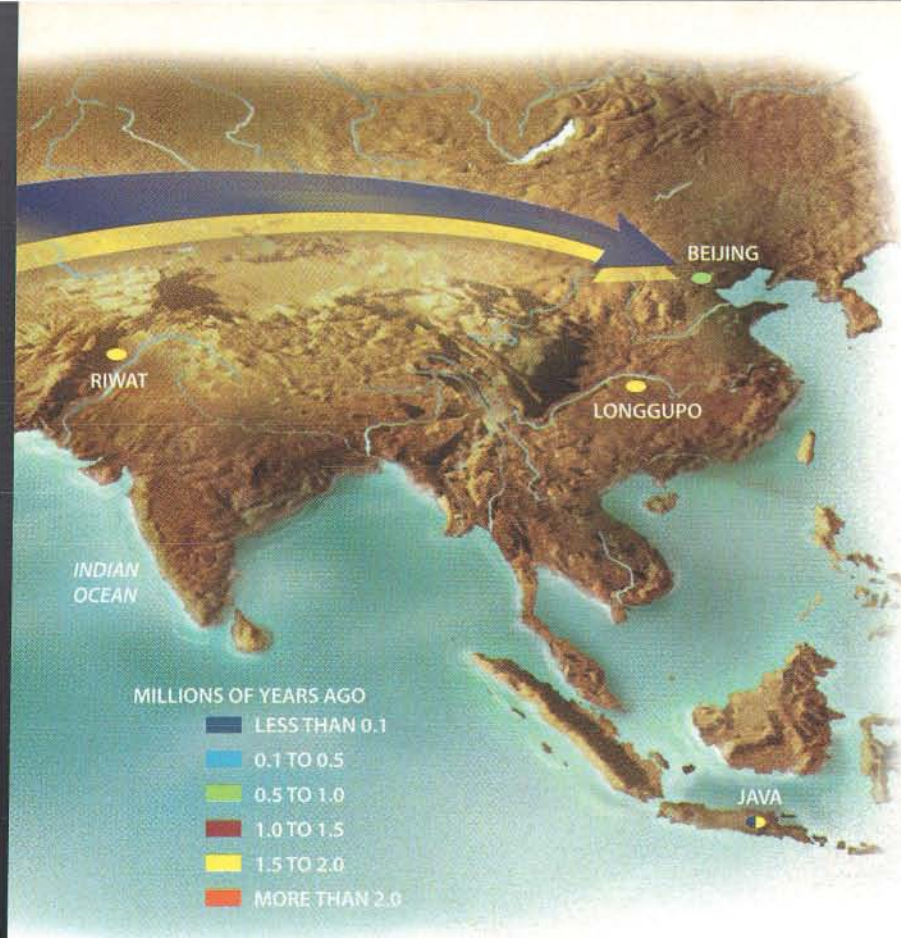 BEIJING
RIWAT
LONGGUPO
INDIAN
OCEAN
MILLIONS OF YEARS AGO
LESS THAN 0.1
0.1 TO 0.5
0.5 TO 1.0
1.0 TO 1.5
1.5 TO 2.0
MORE THAN 2.0
JAVA